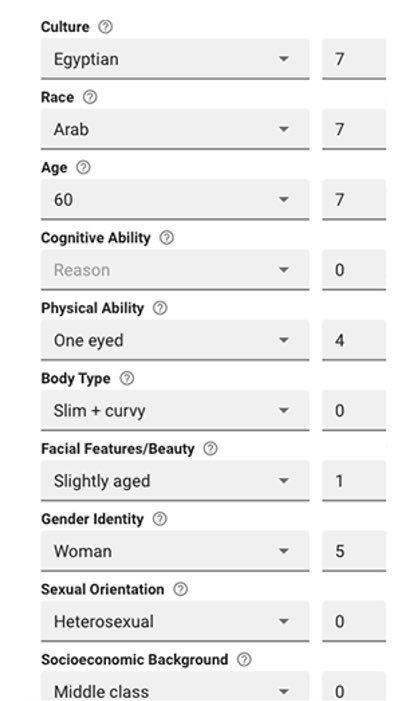 Culture ?
Egyptian 7
Race ?
Arab 7
Age ?
60 7
Cognitive Ability ?
Reason 0
Physical Ability ?
One eyed 4
Body Type ?
Slim + curvy 0
Facial Features/Beauty ?
Slightly aged 1
Gender Identity ?
Woman 5
Sexual Orientation ?
Heterosexual 0
Socioeconomic Background ?
Middle class 0